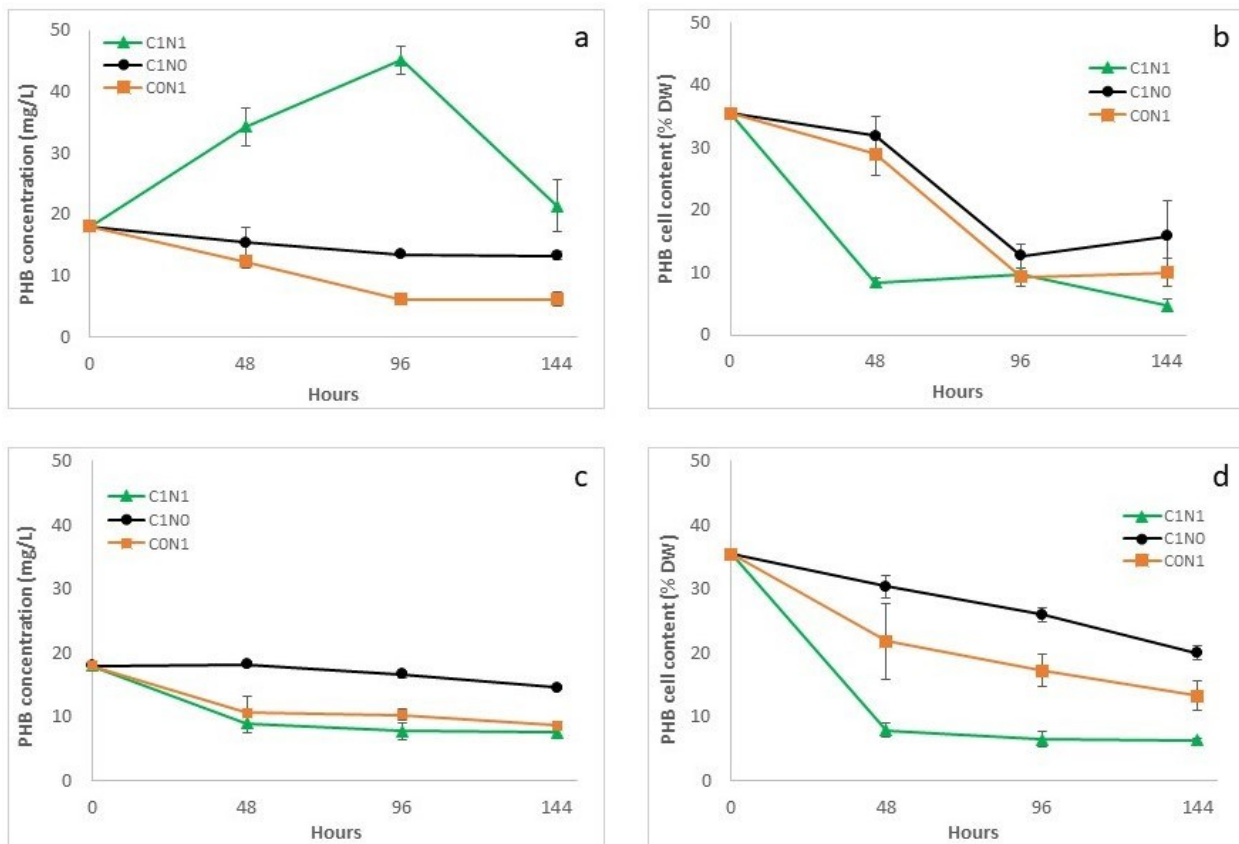 a
PHB concentration (mg/L)
50
40
30
20
10
0
C1N1
C1N0
C0N1
0 48 96 144
Hours
b
PHB cell content (% DW)
50
40
30
20
10
0
C1N1
C1N0
C0N1
0 48 96 144
Hours
c
PHB concentration (mg/L)
50
40
30
20
10
0
C1N1
C1N0
C0N1
0 48 96 144
Hours
d
PHB cell content (% DW)
50
40
30
20
10
0
C1N1
C1N0
C0N1
0 48 96 144
Hours